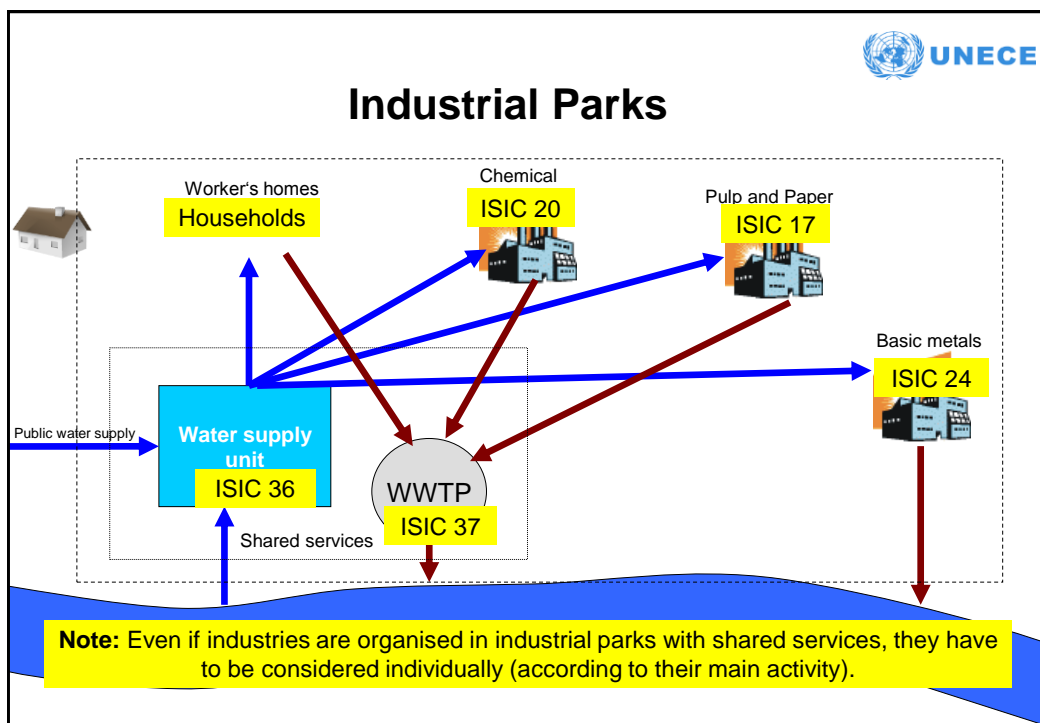 UNECE
Industrial Parks
Worker‘s homes
Households
Chemical
ISIC 20
Pulp and Paper
ISIC 17
Basic metals
ISIC 24
Public water supply
Water supply
unit
ISIC 36
WWTP
ISIC 37
Shared services
Note: Even if industries are organised in industrial parks with shared services, they have
to be considered individually (according to their main activity).